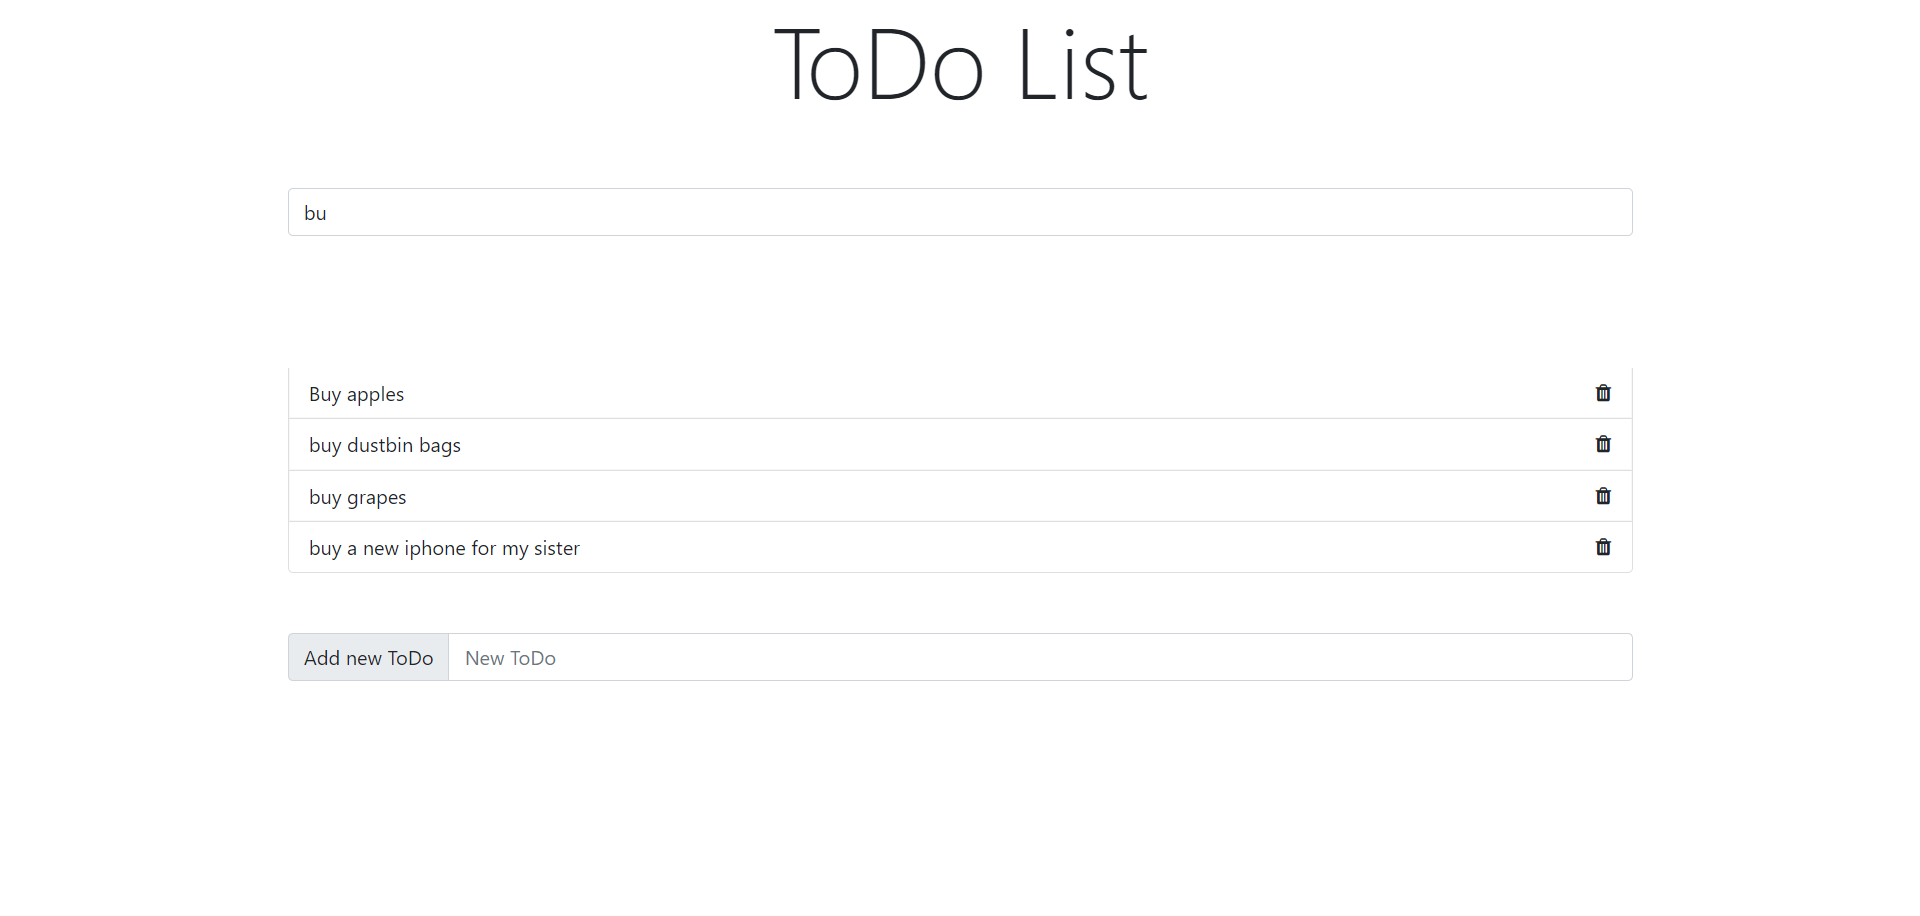 ToDo List
bu
Buy apples
buy dustbin bags
buy grapes
buy a new iphone for my sister
Add new ToDo New ToDo